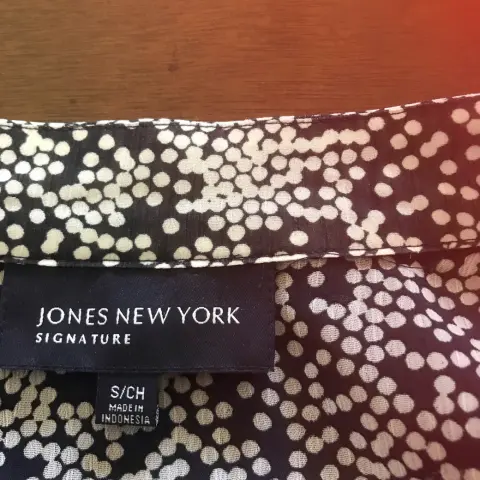 JONES NEW YORK
SIGNATURE
S/CH
MADE IN
INDONESIA